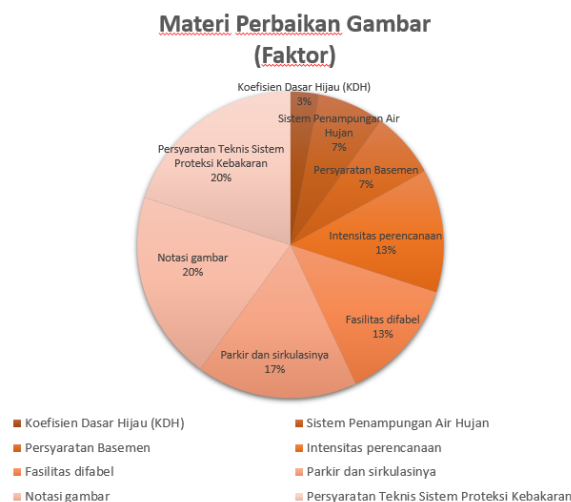 Materi Perbaikan Gambar
(Faktor)
Koefisien Dasar Hijau (KDH)
3%
Sistem Penampungan Air
Hujan
7%
Persyaratan Basemen
7%
Intensitas perencanaan
13%
Fasilitas difabel
13%
Parkir dan sirkulasinya
17%
Notasi gambar
20%
Persyaratan Teknis Sistem
Proteksi Kebakaran
20%
Koefisien Dasar Hijau (KDH)
Sistem Penampungan Air Hujan
Persyaratan Basemen
Intensitas perencanaan
Fasilitas difabel
Parkir dan sirkulasinya
Notasi gambar
Persyaratan Teknis Sistem Proteksi Kebakaran